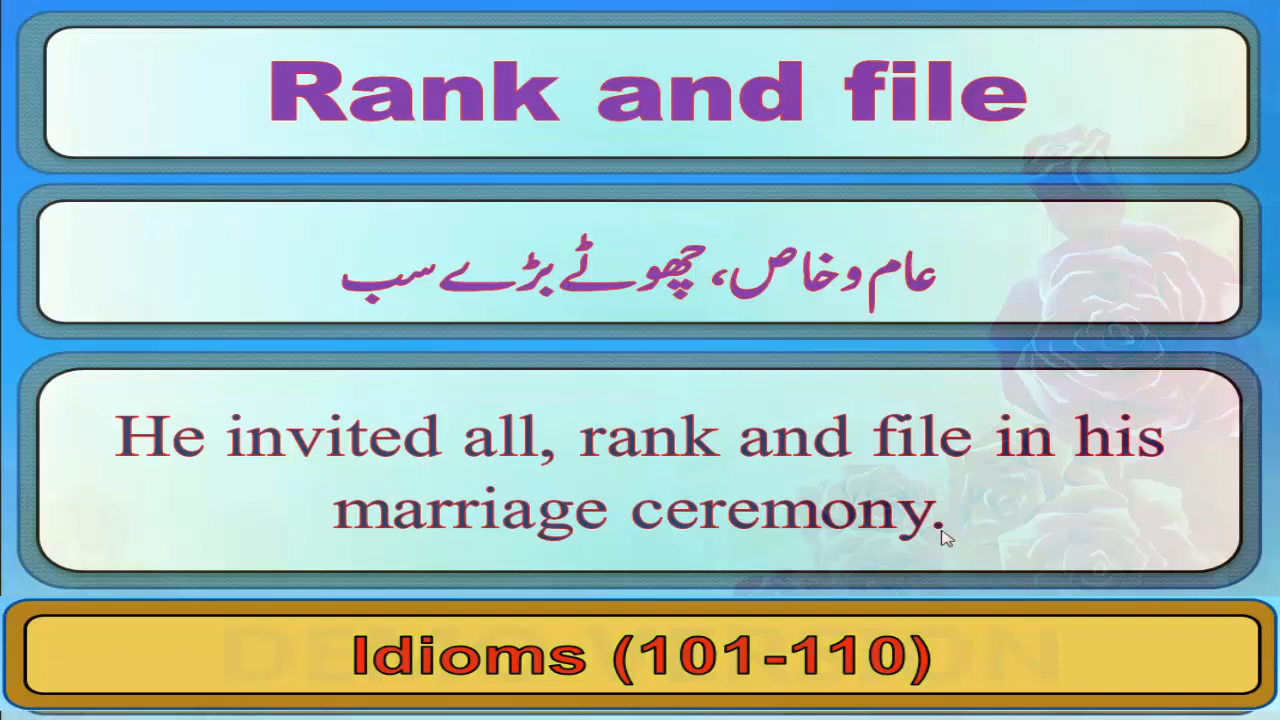 Rank and file
عام و خاص، چھوٹے بڑے سب
He invited all, rank and file in his
marriage ceremony.
Idioms (101-110)